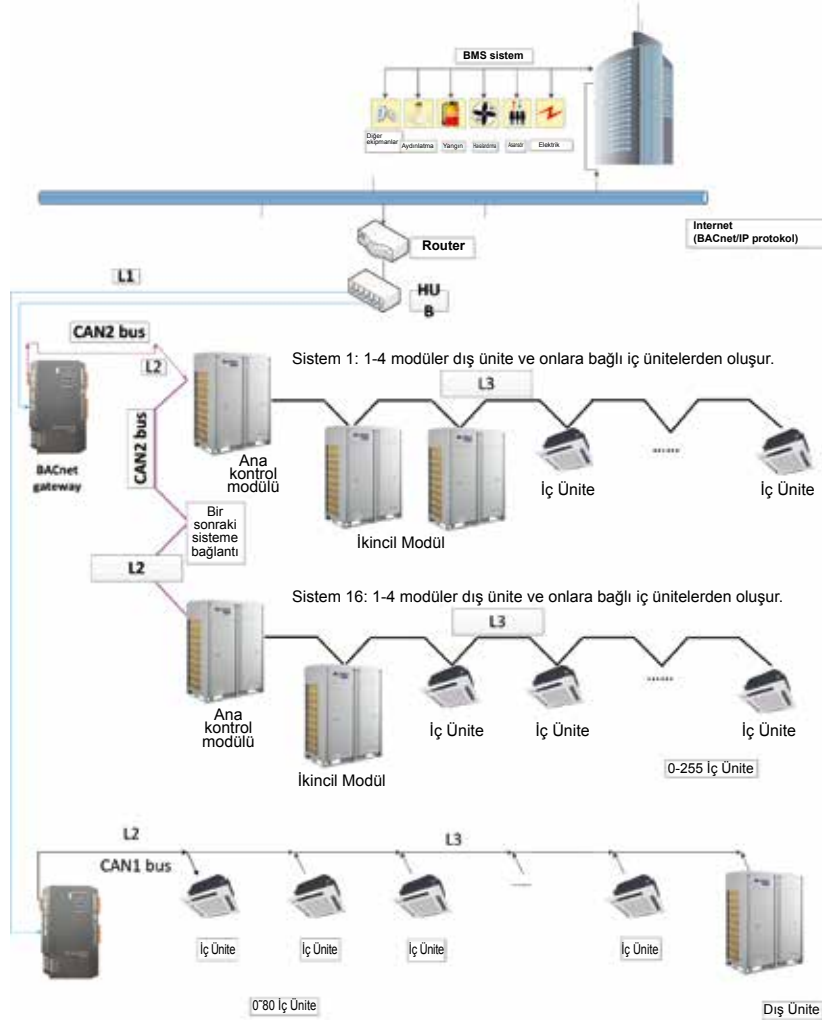 BMS sistem
Diğer
ekipmanlar
Aydınlatma
Yangın
Asansör
Elektrik
Internet
(BACnet/IP protokol)
Router
L1
HU
B
CAN2 bus
L2
Sistem 1: 1-4 modüler dış ünite ve onlara bağlı iç ünitelerden oluşur.
L3
CAN2 bus
BACnet
gateway
Ana
kontrol
modülü
İç Ünite
İç Ünite
Bir
sonraki
sisteme
bağlantı
İkincil Modül
L2
Sistem 16: 1-4 modüler dış ünite ve onlara bağlı iç ünitelerden oluşur.
L3
Ana
kontrol
modülü
İç Ünite
İç Ünite
İç Ünite
İkincil Modül
0-255 İç Ünite
L2
L3
CAN1 bus
İç Ünite
İç Ünite
İç Ünite
İç Ünite
0~80 İç Ünite
Dış Ünite